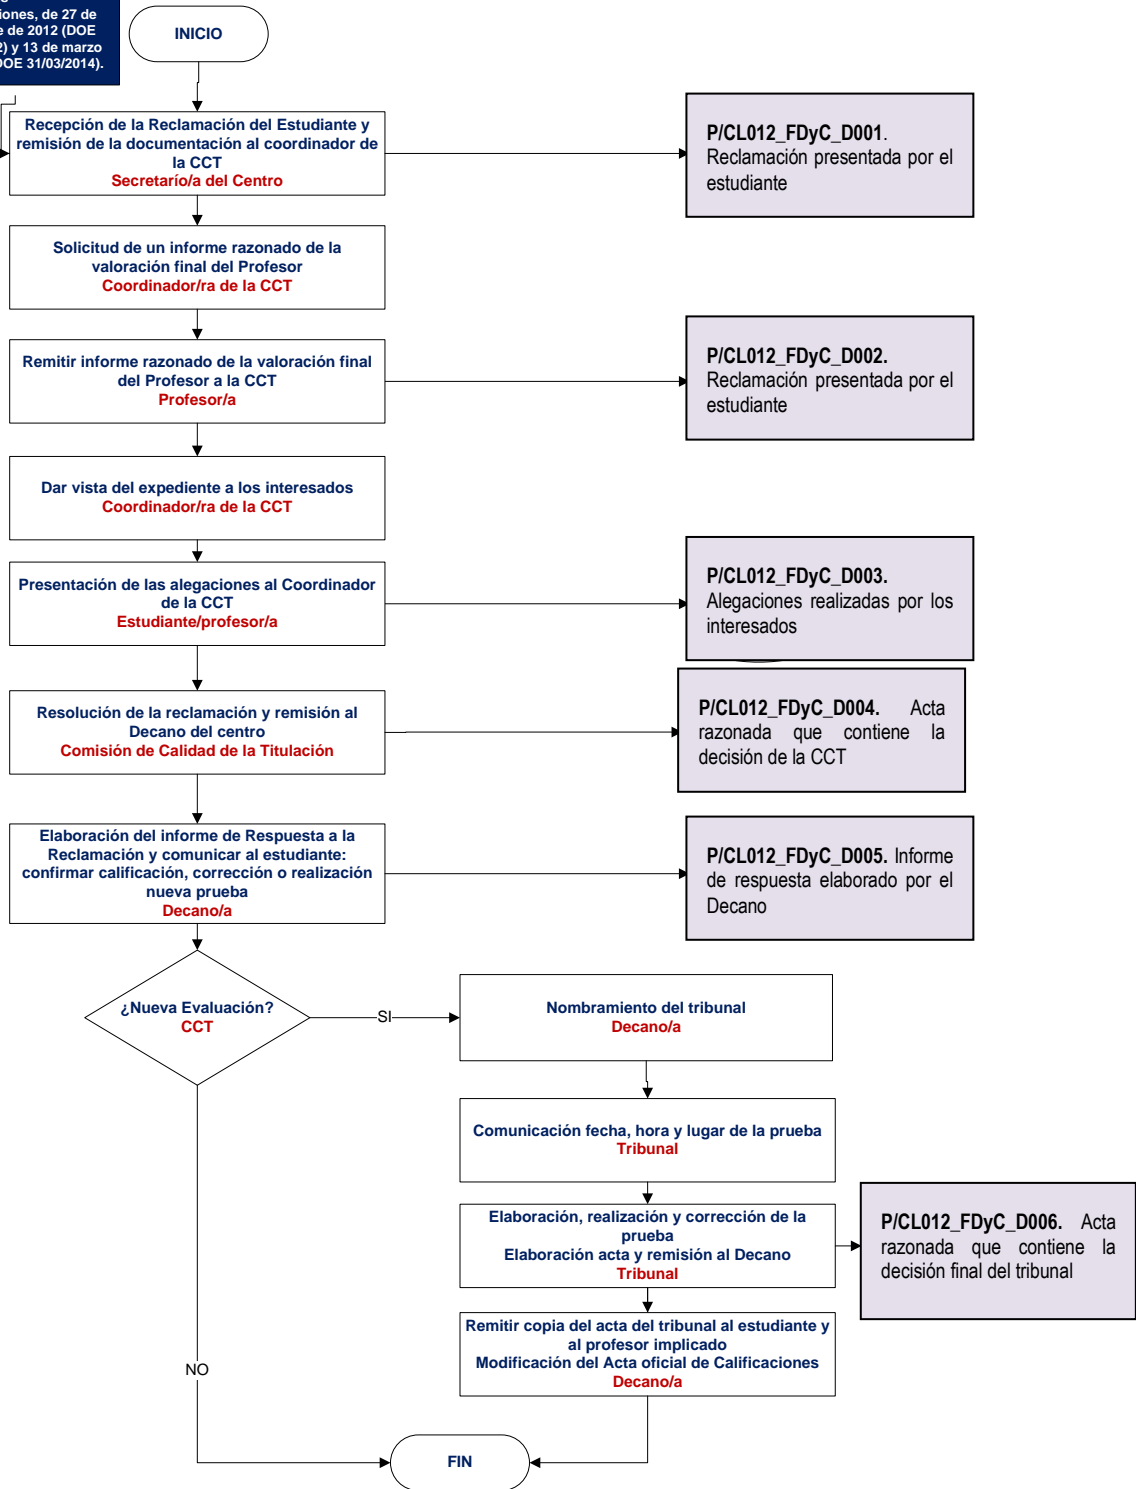 iones, de 27 de
e de 2012 (DOE
2) y 13 de marzo
DOE 31/03/2014).
INICIO
Recepción de la Reclamación del Estudiante y
remisión de la documentación al coordinador de
la CCT
Secretarío/a del Centro
P/CL012_FDyC_D001.
Reclamación presentada por el
estudiante
Solicitud de un informe razonado de la
valoración final del Profesor
Coordinador/ra de la CCT
Remitir informe razonado de la valoración final
del Profesor a la CCT
Profesor/a
P/CL012_FDyC_D002.
Reclamación presentada por el
estudiante
Dar vista del expediente a los interesados
Coordinador/ra de la CCT
Presentación de las alegaciones al Coordinador
de la CCT
Estudiante/profesor/a
P/CL012_FDyC_D003.
Alegaciones realizadas por los
interesados
Resolución de la reclamación y remisión al
Decano del centro
Comisión de Calidad de la Titulación
P/CL012_FDyC_D004. Acta
razonada que contiene la
decisión de la CCT
Elaboración del informe de Respuesta a la
Reclamación y comunicar al estudiante:
confirmar calificación, corrección o realización
nueva prueba
Decano/a
P/CL012_FDyC_D005. Informe
de respuesta elaborado por el
Decano
¿Nueva Evaluación?
CCT
SI
Nombramiento del tribunal
Decano/a
Comunicación fecha, hora y lugar de la prueba
Tribunal
Elaboración, realización y corrección de la
prueba
Elaboración acta y remisión al Decano
Tribunal
P/CL012_FDyC_D006. Acta
razonada que contiene la
decisión final del tribunal
Remitir copia del acta del tribunal al estudiante y
al profesor implicado
Modificación del Acta oficial de Calificaciones
Decano/a
NO
FIN